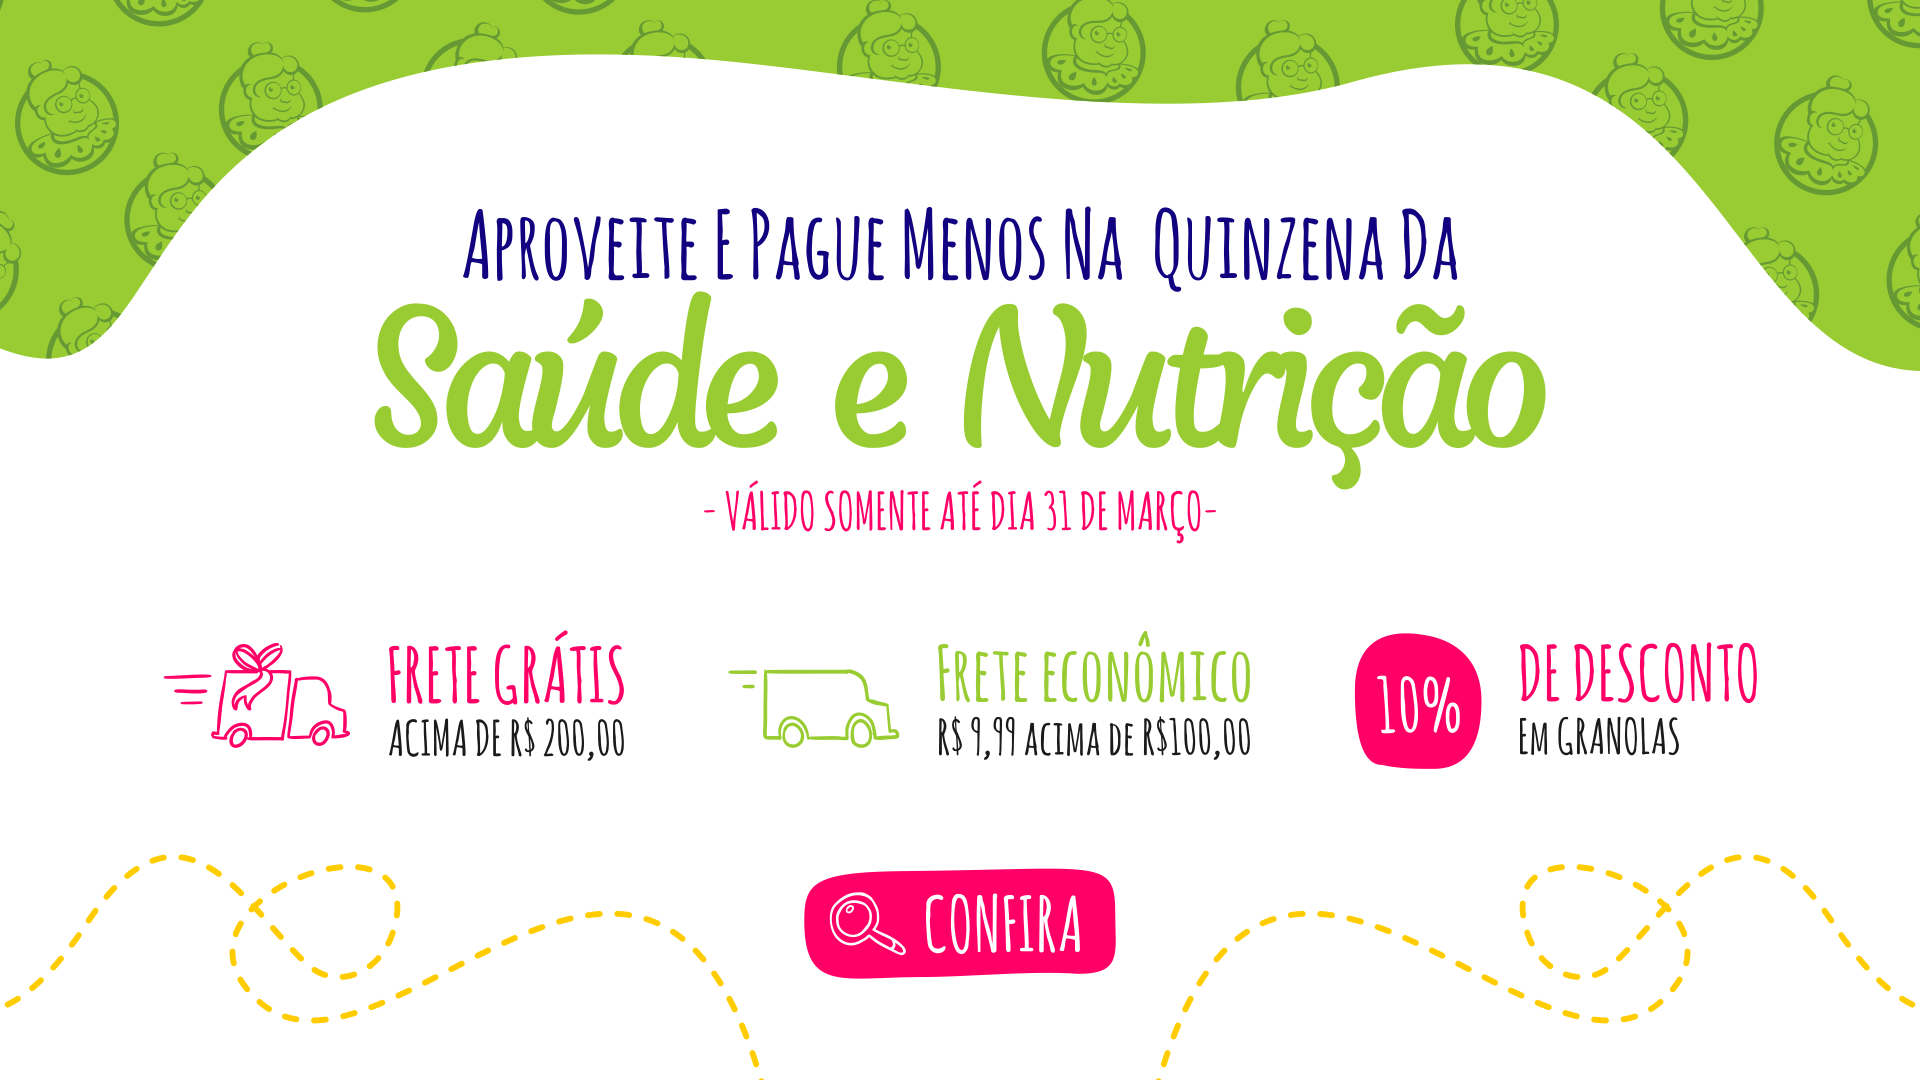 Aproveite E Pague Menos Na Quinzena Da
Saúde e Nutrição
- VÁLIDO SOMENTE ATÉ DIA 31 DE MARÇO-
FRETE GRÁTIS
ACIMA DE R$ 200,00
FRETE ECONÔMICO
R$ 9,99 ACIMA DE R$100,00
10%
DE DESCONTO
EM GRANOLAS
CONFIRA